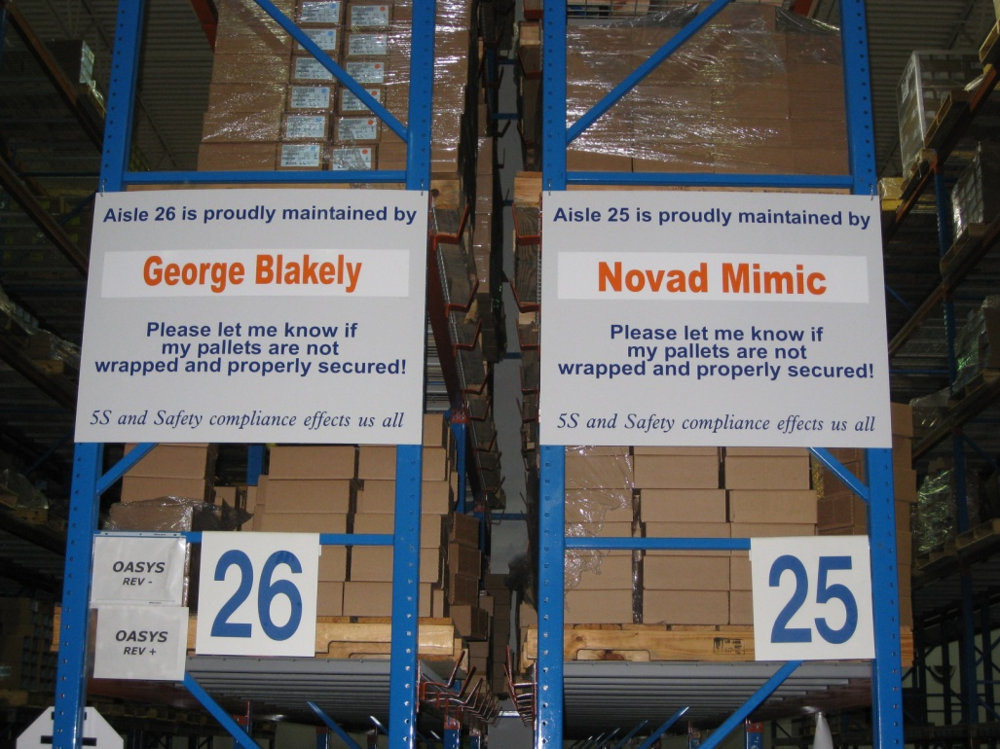 Aisle 26 is proudly maintained by
George Blakely
Please let me know if
my pallets are not
wrapped and properly secured!
5S and Safety compliance effects us all
Aisle 25 is proudly maintained by
Novad Mimic
Please let me know if
my pallets are not
wrapped and properly secured!
5S and Safety compliance effects us all
OASYS
REV -
OASYS
REV +
26
25